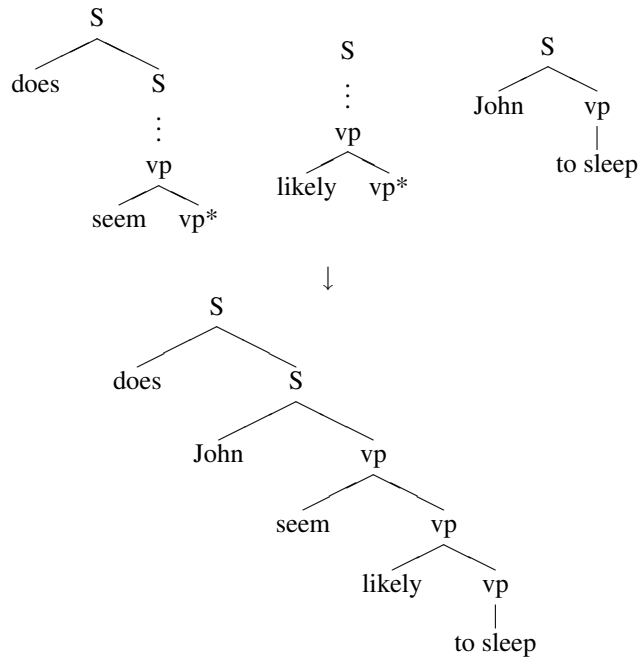 S S S
does S John vp
⋮ ⋮ to sleep
vp vp
seem vp* likely vp*
↓
S
does S
John vp
seem vp
likely vp
to sleep